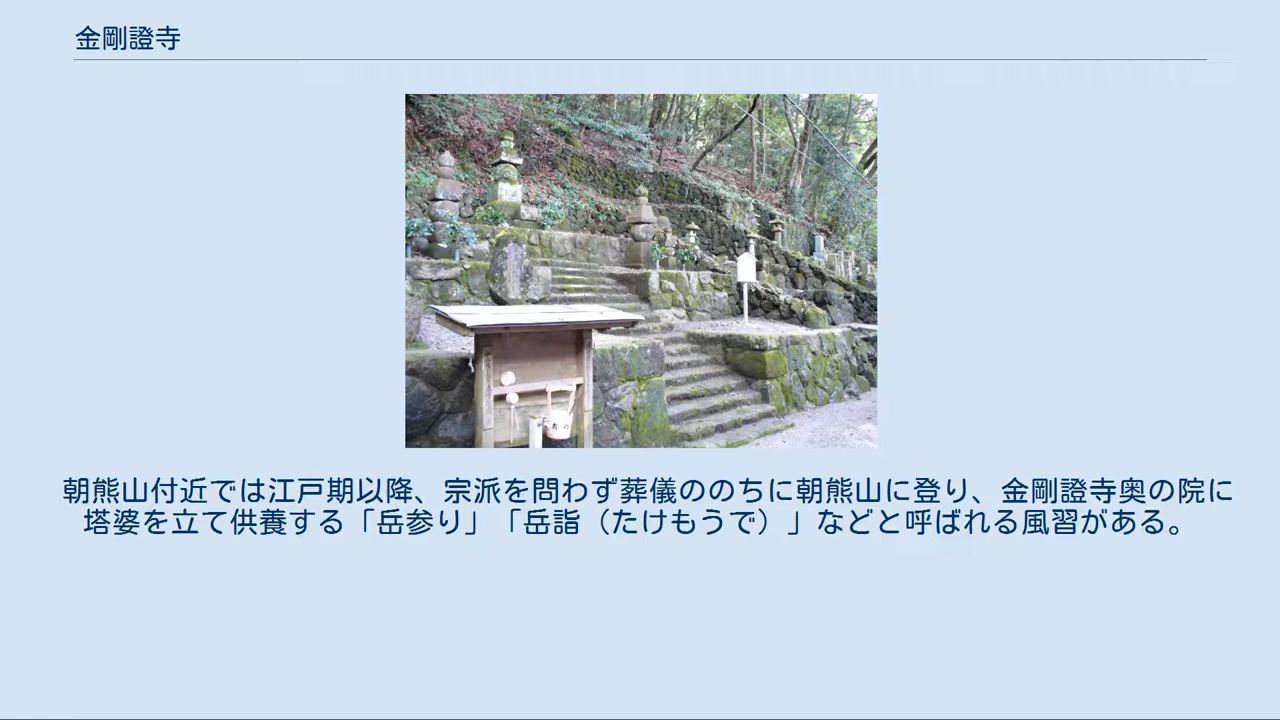 金剛證寺
朝熊山付近では江戸期以降、宗派を問わず葬儀ののちに朝熊山に登り、金剛證寺奥の院に
塔婆を立て供養する「岳参り」「岳詣（たけもうで）」などと呼ばれる風習がある。